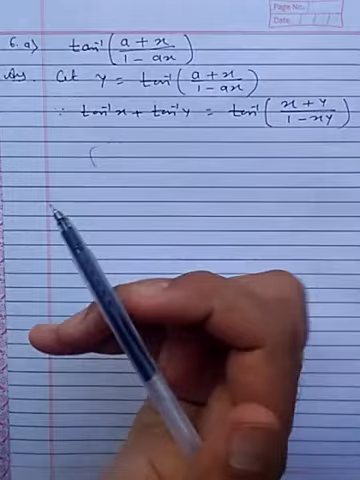 Page No.
Date / / /
6. a) tan⁻¹ (a + x / 1 - ax)
Ans. Let y = tan⁻¹ (a + x / 1 - ax)
∵ tan⁻¹x + tan⁻¹y = tan⁻¹ (x + y / 1 - xy)